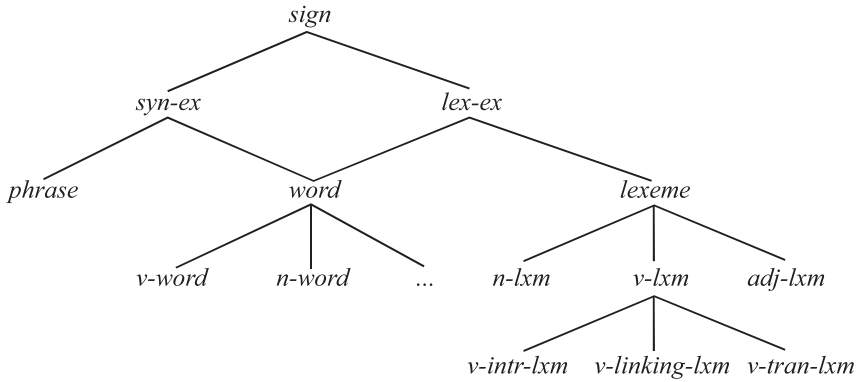 sign
syn-ex lex-ex
phrase word lexeme
v-word n-word ... n-lxm v-lxm adj-lxm
v-intr-lxm v-linking-lxm v-tran-lxm